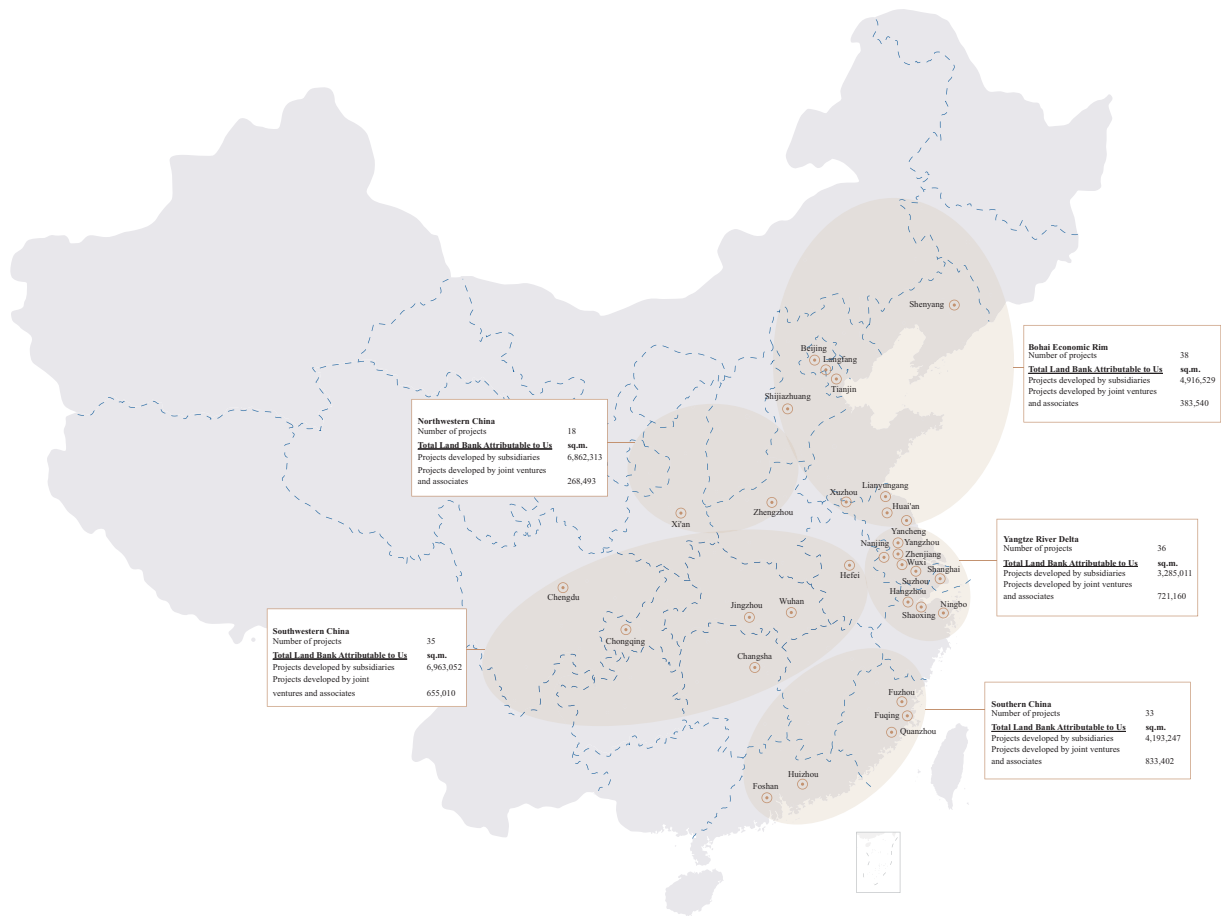 Shenyang
Beijing
Langfang
Tianjin
Shijiazhuang
Bohai Economic Rim
Number of projects 38
Total Land Bank Attributable to Us sq.m.
Projects developed by subsidiaries 4,916,529
Projects developed by joint ventures
and associates 383,540
Northwestern China
Number of projects 18
Total Land Bank Attributable to Us sq.m.
Projects developed by subsidiaries 6,862,313
Projects developed by joint ventures
and associates 268,493
Xi'an
Zhengzhou
Xuzhou
Lianyungang
Huai'an
Yancheng
Nanjing
Yangzhou
Zhenjiang
Wuxi
Shanghai
Suzhou
Hefei
Hangzhou
Shaoxing
Ningbo
Yangtze River Delta
Number of projects 36
Total Land Bank Attributable to Us sq.m.
Projects developed by subsidiaries 3,285,011
Projects developed by joint ventures
and associates 721,160
Chengdu
Chongqing
Jingzhou
Wuhan
Changsha
Southwestern China
Number of projects 35
Total Land Bank Attributable to Us sq.m.
Projects developed by subsidiaries 6,963,052
Projects developed by joint
ventures and associates 655,010
Fuzhou
Fuqing
Quanzhou
Huizhou
Foshan
Southern China
Number of projects 33
Total Land Bank Attributable to Us sq.m.
Projects developed by subsidiaries 4,193,247
Projects developed by joint ventures
and associates 833,402